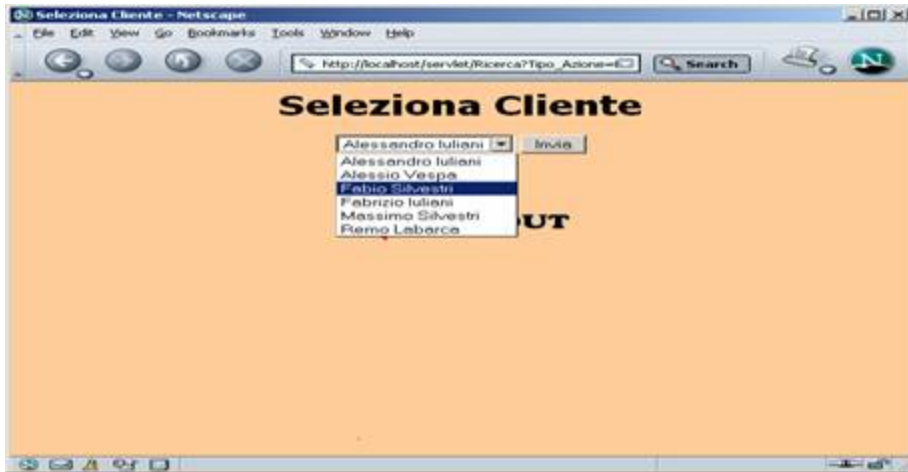 Seleziona Cliente - Netscape
File Edit View Go Bookmarks Tools Window Help
http://localhost/servlet/Ricerca?Tipo_Azione= Search
Seleziona Cliente
Alessandro Iuliani Invia
Alessandro Iuliani
Alessio Vespa
Fabio Silvestri
Fabrizio Iuliani
Massimo Silvestri
Remo Labarca
UT